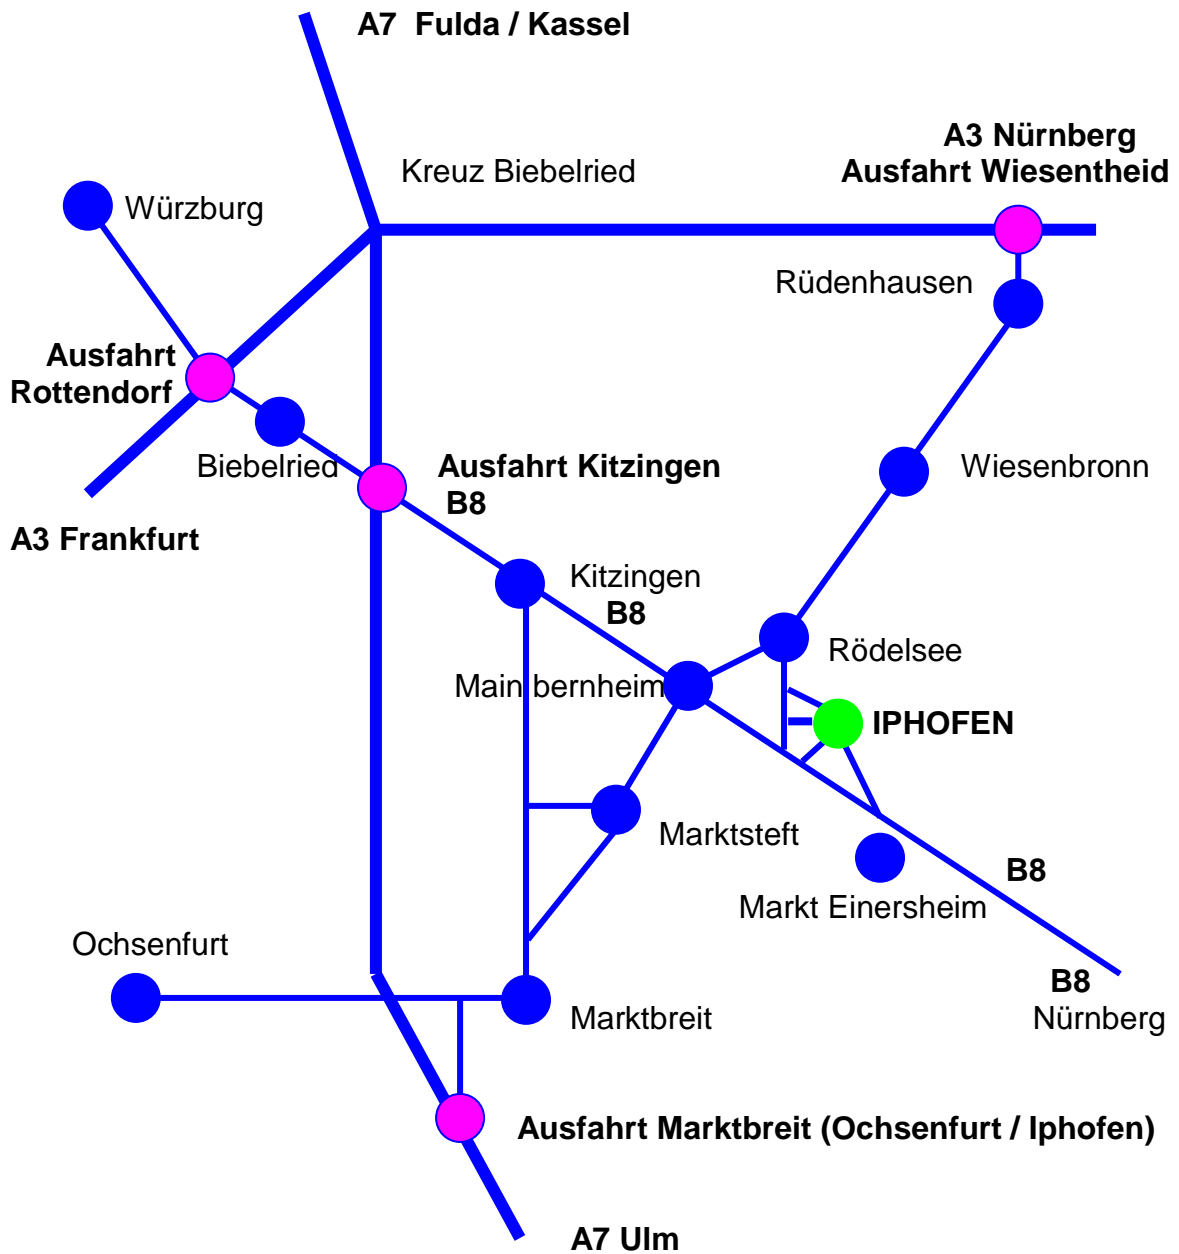 A7  Fulda / Kassel
A3 Nürnberg
Ausfahrt Wiesentheid
Kreuz Biebelried
Würzburg
Rüdenhausen
Ausfahrt
Rottendorf
Biebelried
Ausfahrt Kitzingen
B8
Wiesenbronn
A3 Frankfurt
Kitzingen
B8
Rödelsee
Mainbernheim
IPHOFEN
Marktsteft
B8
Markt Einersheim
Ochsenfurt
B8
Nürnberg
Marktbreit
Ausfahrt Marktbreit (Ochsenfurt / Iphofen)
A7 Ulm